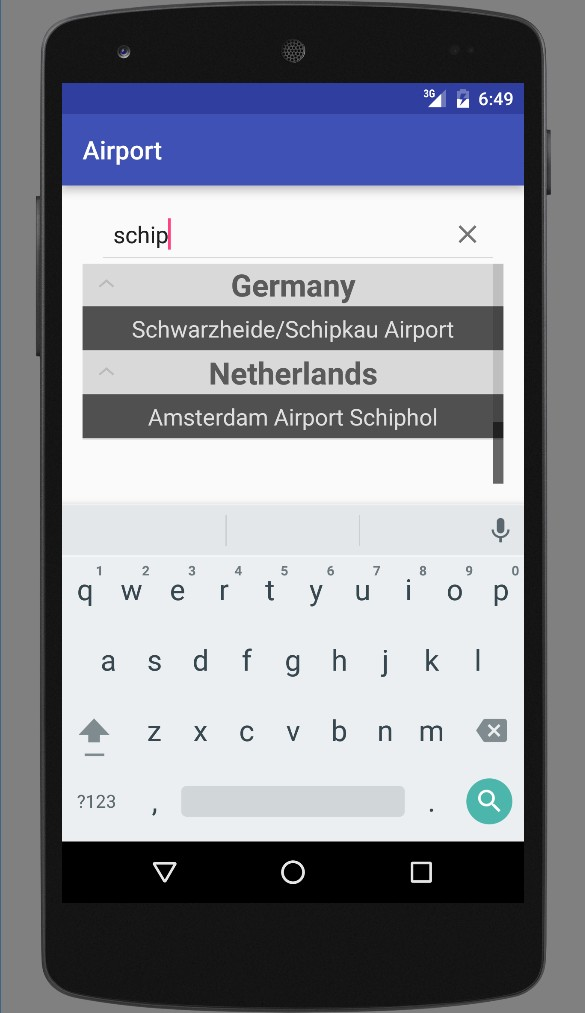 3G 6:49
Airport
schip
Germany
Schwarzheide/Schipkau Airport
Netherlands
Amsterdam Airport Schiphol
1 2 3 4 5 6 7 8 9 0
q w e r t y u i o p
a s d f g h j k l
z x c v b n m
?123 , .